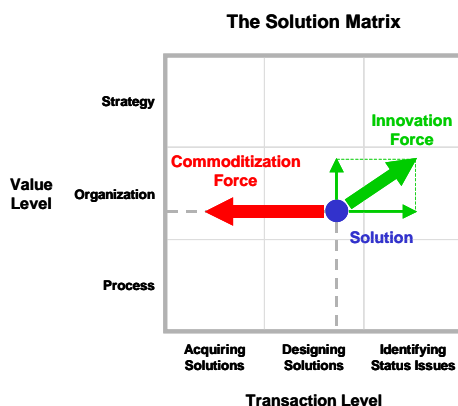 The Solution Matrix
Strategy
Innovation
Force
Commoditization
Force
Value
Level
Organization
Solution
Process
Acquiring
Solutions
Designing
Solutions
Identifying
Status Issues
Transaction Level